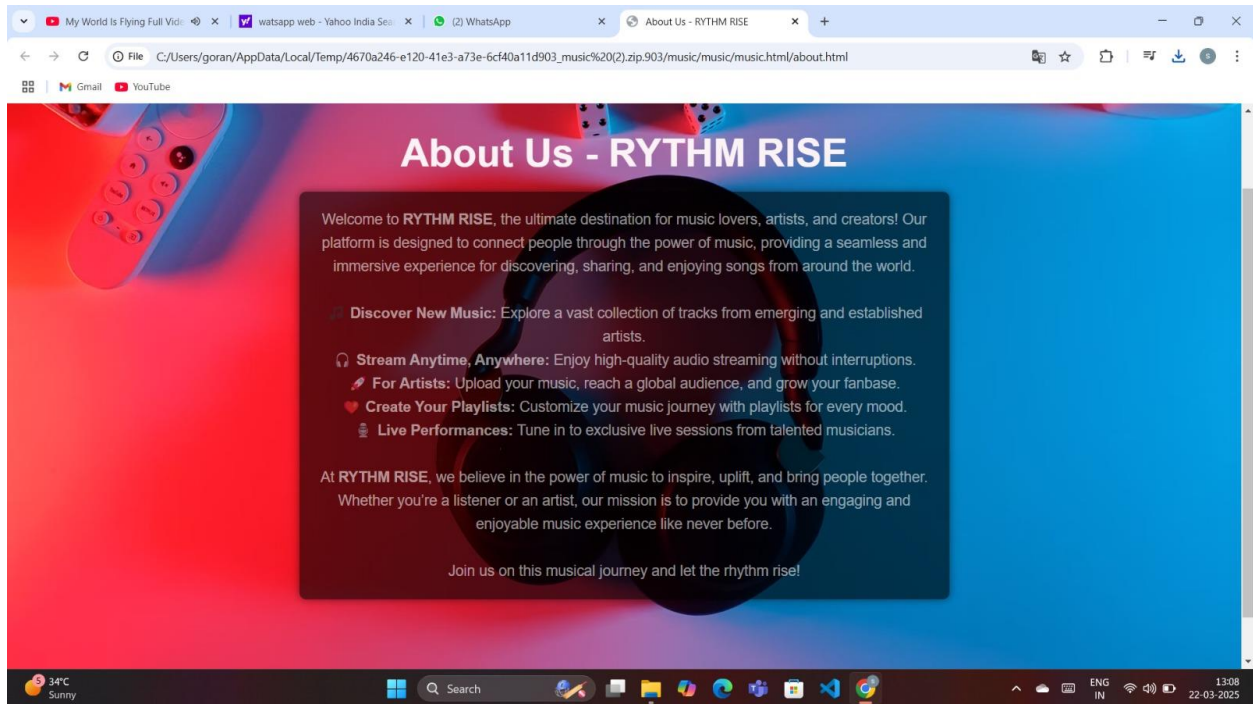 My World Is Flying Full Vide
watsapp web - Yahoo India Sea
(2) WhatsApp
About Us - RYTHM RISE
File
C:/Users/goran/AppData/Local/Temp/4670a246-e120-41e3-a73e-6cf40a11d903_music%20(2).zip.903/music/music/music.html/about.html
S
Gmail
YouTube
About Us - RYTHM RISE
Welcome to RYTHM RISE, the ultimate destination for music lovers, artists, and creators! Our
platform is designed to connect people through the power of music, providing a seamless and
immersive experience for discovering, sharing, and enjoying songs from around the world.
🎵 Discover New Music: Explore a vast collection of tracks from emerging and established
artists.
🎧 Stream Anytime, Anywhere: Enjoy high-quality audio streaming without interruptions.
🚀 For Artists: Upload your music, reach a global audience, and grow your fanbase.
❤️ Create Your Playlists: Customize your music journey with playlists for every mood.
🎙️ Live Performances: Tune in to exclusive live sessions from talented musicians.
At RYTHM RISE, we believe in the power of music to inspire, uplift, and bring people together.
Whether you’re a listener or an artist, our mission is to provide you with an engaging and
enjoyable music experience like never before.
Join us on this musical journey and let the rhythm rise!
5
34°C
Sunny
Search
ENG
IN
13:08
22-03-2025